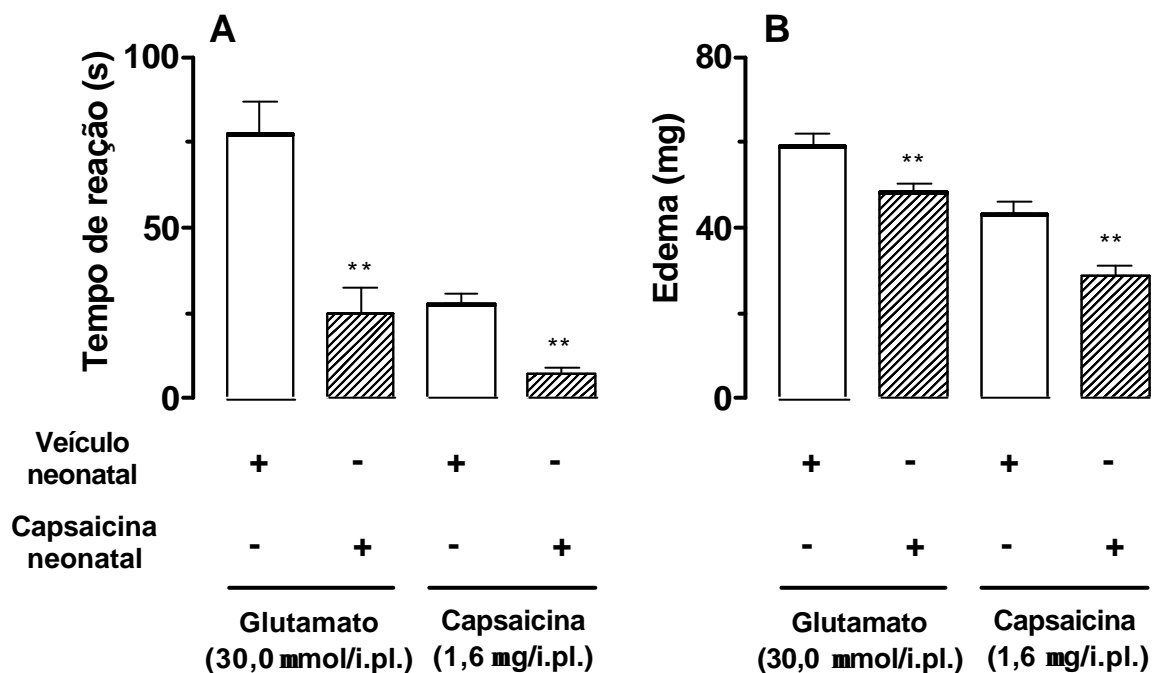 A
B
Tempo de reação (s)
100
50
0
**
**
Edema (mg)
80
40
0
**
**
Veículo
neonatal
+ - + - + - + -
Capsaicina
neonatal
- + - + - + - +
Glutamato
(30,0 mmol/i.pl.)
Capsaicina
(1,6 mg/i.pl.)
Glutamato
(30,0 mmol/i.pl.)
Capsaicina
(1,6 mg/i.pl.)